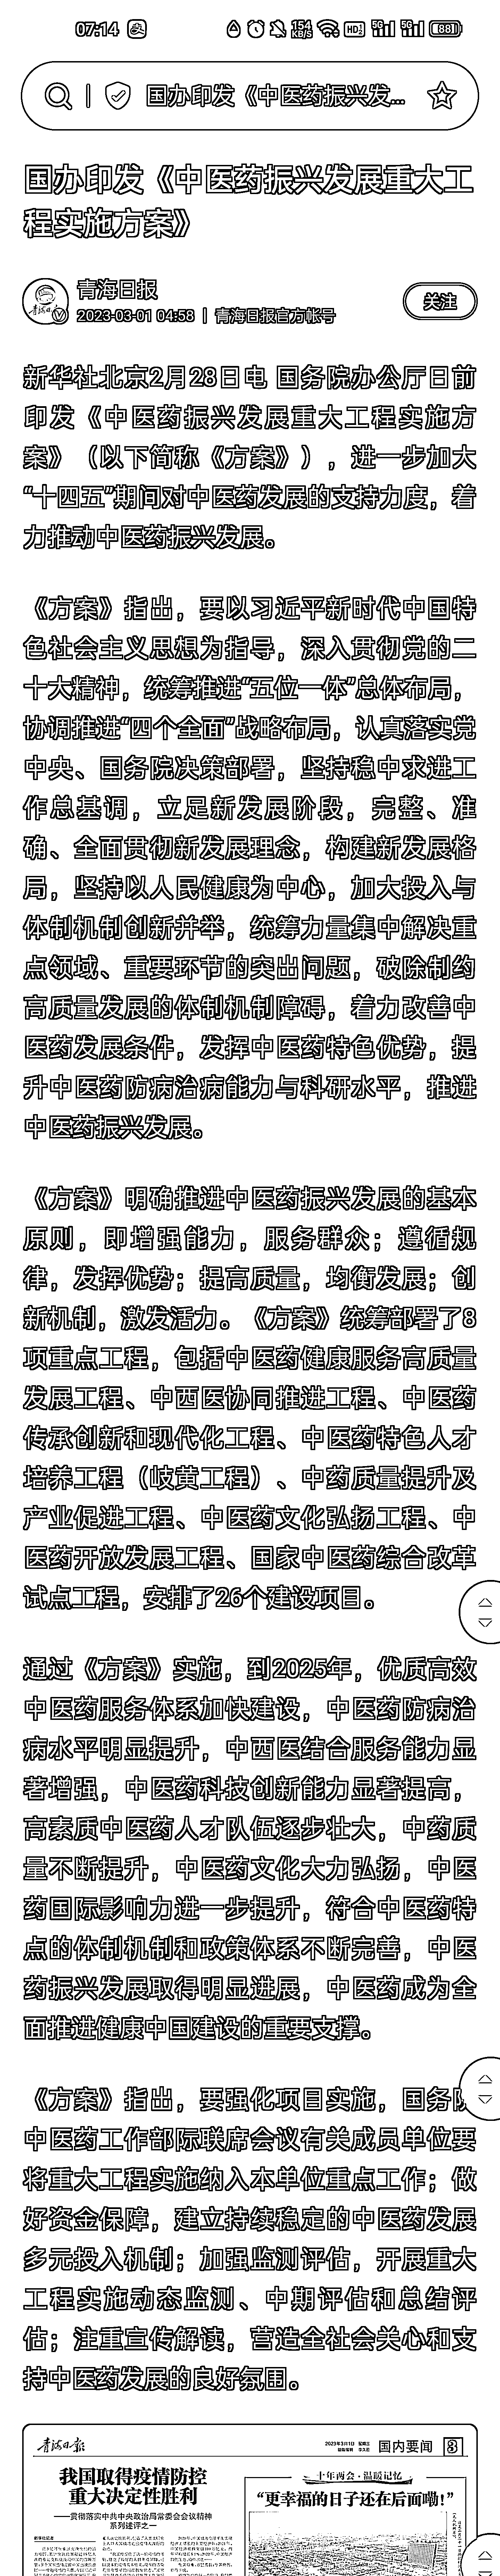 07:14
154
KB/S
HD
5G
5G
88
国办印发《中医药振兴发...
国办印发《中医药振兴发展重大工
程实施方案》
青海日报
2023-03-01 04:58 | 青海日报官方帐号
关注
新华社北京2月28日电 国务院办公厅日前
印发《中医药振兴发展重大工程实施方
案》（以下简称《方案》），进一步加大
“十四五”期间对中医药发展的支持力度，着
力推动中医药振兴发展。
《方案》指出，要以习近平新时代中国特
色社会主义思想为指导，深入贯彻党的二
十大精神，统筹推进“五位一体”总体布局，
协调推进“四个全面”战略布局，认真落实党
中央、国务院决策部署，坚持稳中求进工
作总基调，立足新发展阶段，完整、准
确、全面贯彻新发展理念，构建新发展格
局，坚持以人民健康为中心，加大投入与
体制机制创新并举，统筹力量集中解决重
点领域、重要环节的突出问题，破除制约
高质量发展的体制机制障碍，着力改善中
医药发展条件，发挥中医药特色优势，提
升中医药防病治病能力与科研水平，推进
中医药振兴发展。
《方案》明确推进中医药振兴发展的基本
原则，即增强能力，服务群众；遵循规
律，发挥优势；提高质量，均衡发展；创
新机制，激发活力。《方案》统筹部署了8
项重点工程，包括中医药健康服务高质量
发展工程、中西医协同推进工程、中医药
传承创新和现代化工程、中医药特色人才
培养工程（岐黄工程）、中药质量提升及
产业促进工程、中医药文化弘扬工程、中
医药开放发展工程、国家中医药综合改革
试点工程，安排了26个建设项目。
通过《方案》实施，到2025年，优质高效
中医药服务体系加快建设，中医药防病治
病水平明显提升，中西医结合服务能力显
著增强，中医药科技创新能力显著提高，
高素质中医药人才队伍逐步壮大，中药质
量不断提升，中医药文化大力弘扬，中医
药国际影响力进一步提升，符合中医药特
点的体制机制和政策体系不断完善，中医
药振兴发展取得明显进展，中医药成为全
面推进健康中国建设的重要支撑。
《方案》指出，要强化项目实施，国务院
中医药工作部际联席会议有关成员单位要
将重大工程实施纳入本单位重点工作；做
好资金保障，建立持续稳定的中医药发展
多元投入机制；加强监测评估，开展重大
工程实施动态监测、中期评估和总结评
估；注重宣传解读，营造全社会关心和支
持中医药发展的良好氛围。
青海日报
2023年3月1日 星期三
国内要闻 3
我国取得疫情防控
重大决定性胜利
——贯彻落实中共中央政治局常委会会议精神
系列述评之一
十年两会·温暖记忆
“更幸福的日子还在后面嘞!”